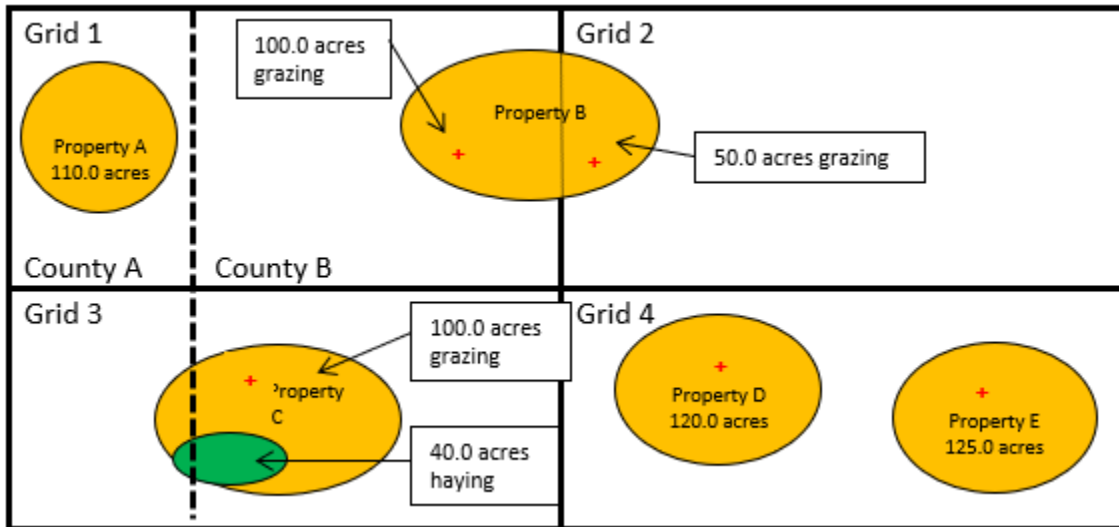 Grid 1
100.0 acres
grazing
Grid 2
Property A
110.0 acres
Property B
50.0 acres grazing
County A
County B
Grid 3
100.0 acres
grazing
Grid 4
Property
C
Property D
120.0 acres
Property E
125.0 acres
40.0 acres
haying